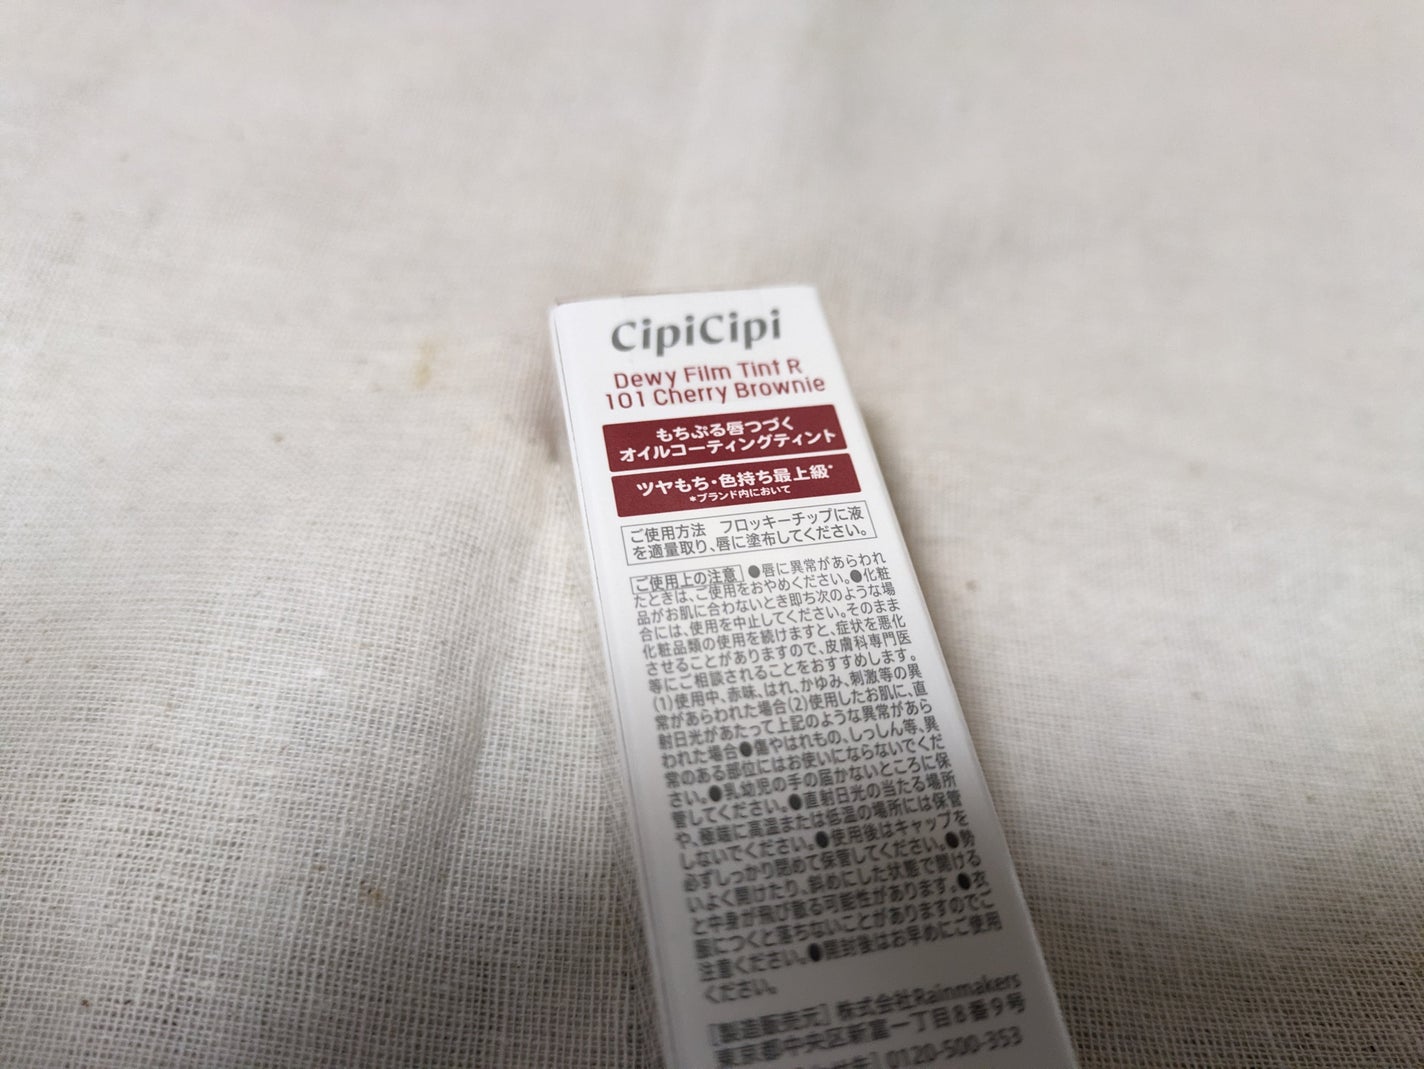 CipiCipi
Dewy Film Tint R
101 Cherry Brownie
もちぷる唇つづく
オイルコーティングティント
ツヤもち・色持ち最上級*
*ブランド内において
ご使用方法 フロッキーチップに液
を適量取り、唇に塗布してください。
ご使用上の注意 ●唇に異常があらわれ
たときは、ご使用をおやめください。●化粧
品がお肌に合わないとき即ち次のような場
合には、使用を中止してください。そのまま
化粧品類の使用を続けますと、症状を悪化
させることがありますので、皮膚科専門医
等にご相談されることをおすすめします。
(1)使用中、赤味、はれ、かゆみ、刺激等の異
常があらわれた場合(2)使用したお肌に、直
射日光があたって上記のような異常があら
われた場合●傷やはれもの、しっしん等、異
常のある部位にはお使いにならないでくだ
さい。●乳幼児の手の届かないところに保
管してください。●直射日光の当たる場所
や、極端に高温または低温の場所には保管
しないでください。●使用後はキャップを
必ずしっかり閉めて保管してください。●勢
いよく開けたり、斜めにした状態で開ける
と中身が飛び散る可能性があります。●衣
服につくと落ちないことがありますのでご
注意ください。●開封後はお早めにご使用
ください。
[製造販売元] 株式会社Rainmakers
東京都中央区新富一丁目8番9号
0120-500-353